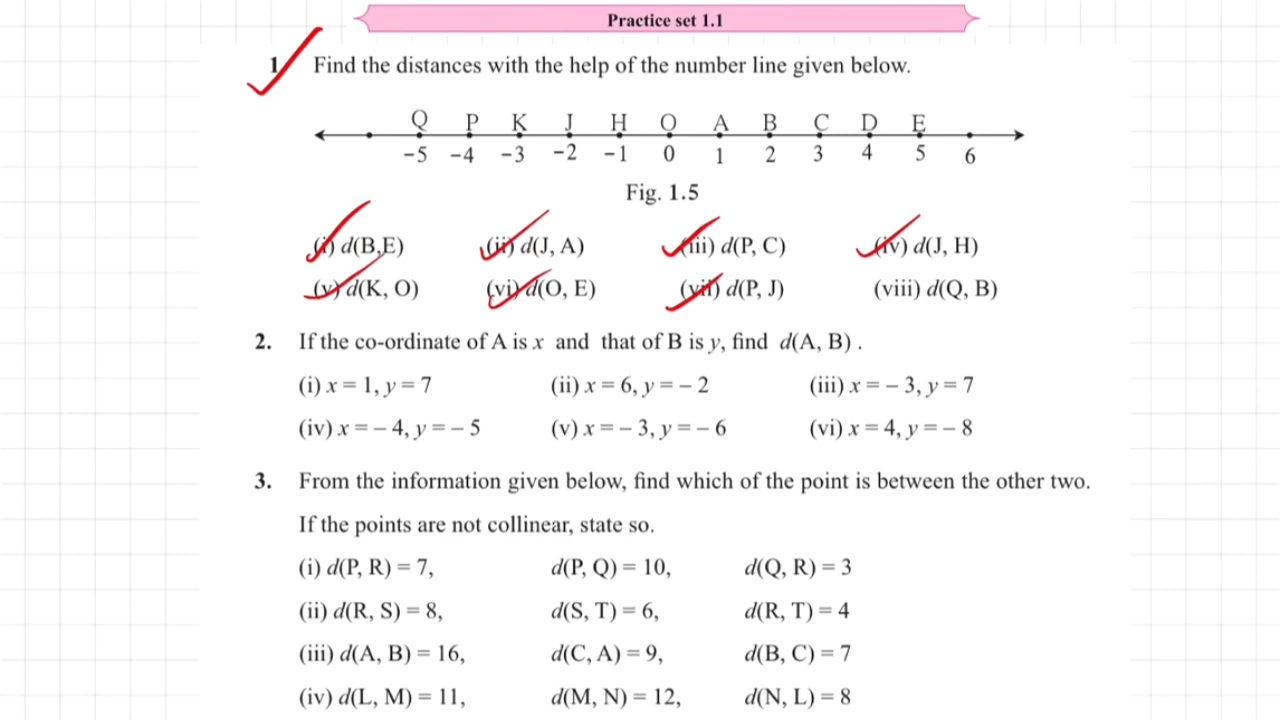 Practice set 1.1
1 Find the distances with the help of the number line given below.
Q P K J H O A B C D E
−5 −4 −3 −2 −1 0 1 2 3 4 5 6
Fig. 1.5
(i) d(B,E) (ii) d(J, A) (iii) d(P, C) (iv) d(J, H)
(v) d(K, O) (vi) d(O, E) (vii) d(P, J) (viii) d(Q, B)
2. If the co-ordinate of A is x and that of B is y, find d(A, B) .
(i) x = 1, y = 7 (ii) x = 6, y = − 2 (iii) x = − 3, y = 7
(iv) x = − 4, y = − 5 (v) x = − 3, y = − 6 (vi) x = 4, y = − 8
3. From the information given below, find which of the point is between the other two.
If the points are not collinear, state so.
(i) d(P, R) = 7, d(P, Q) = 10, d(Q, R) = 3
(ii) d(R, S) = 8, d(S, T) = 6, d(R, T) = 4
(iii) d(A, B) = 16, d(C, A) = 9, d(B, C) = 7
(iv) d(L, M) = 11, d(M, N) = 12, d(N, L) = 8